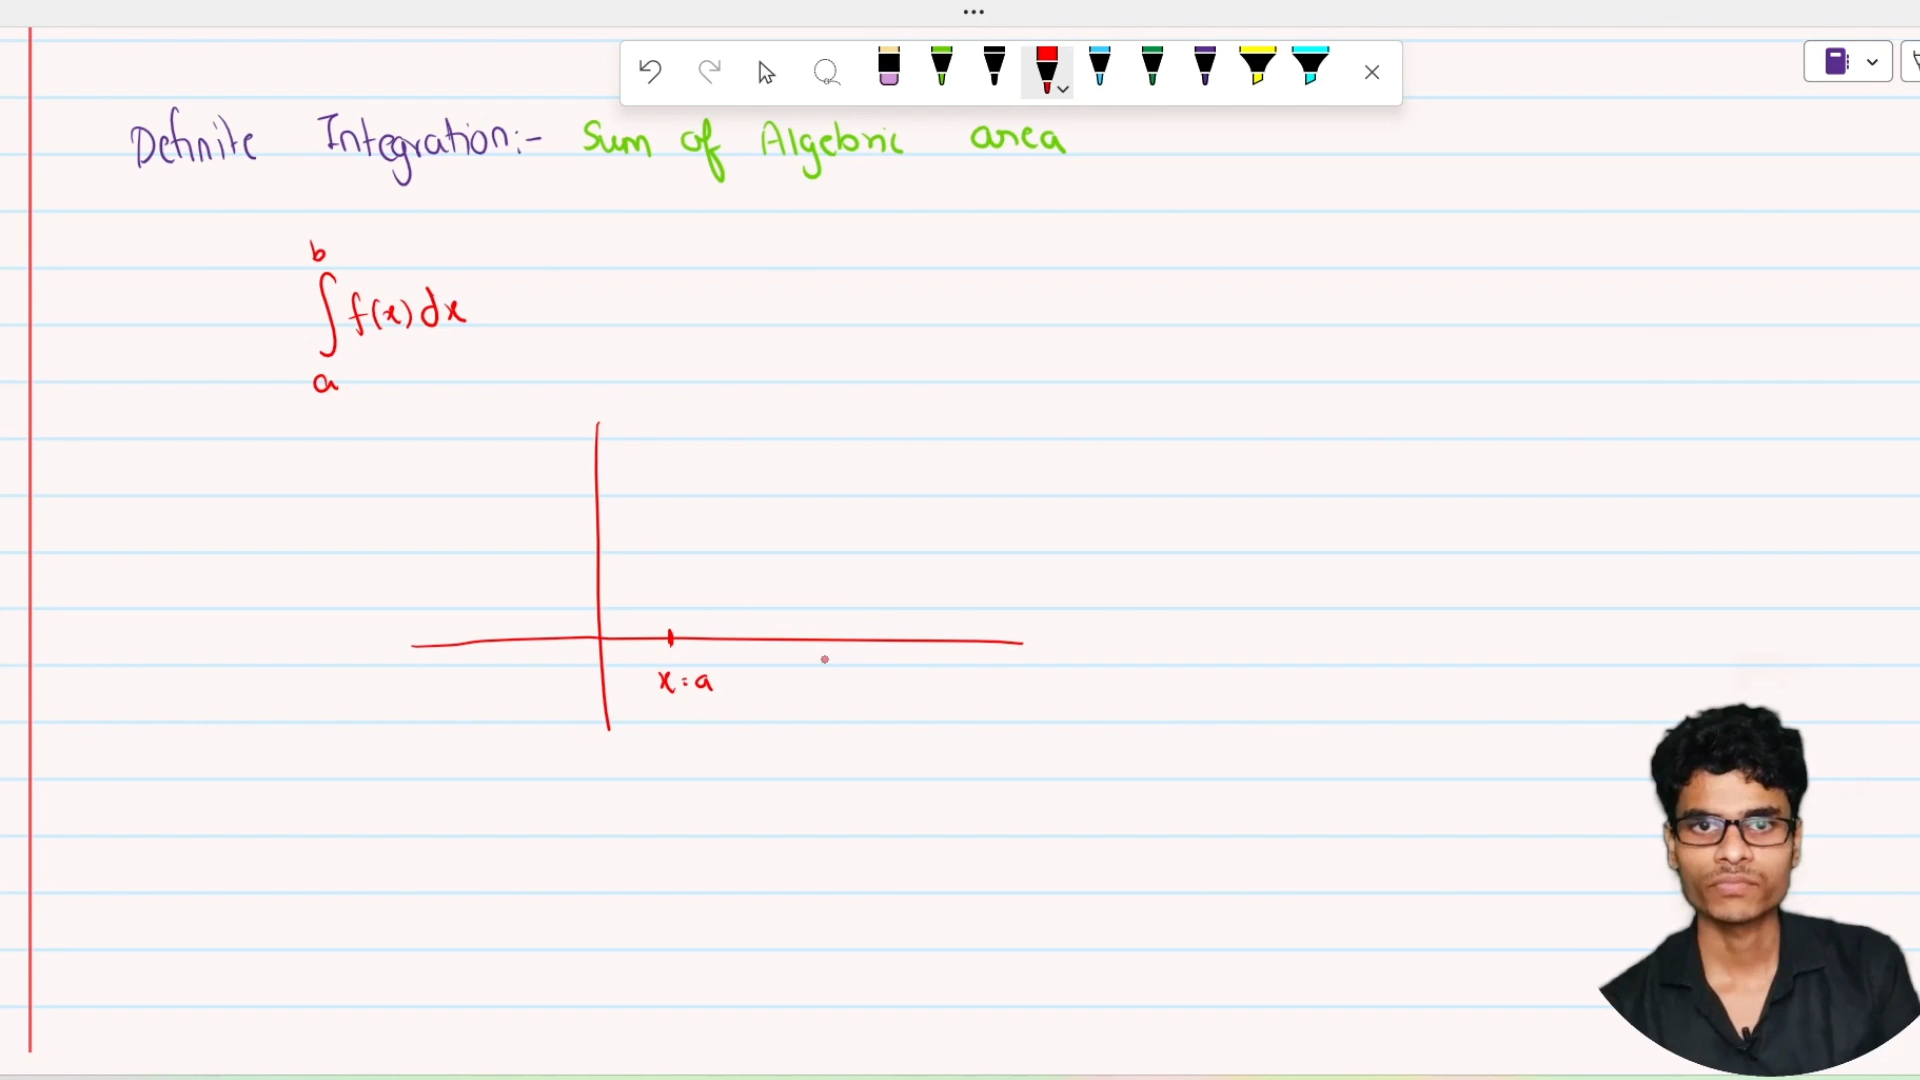 Definite Integration:- Sum of Algebric area
b
∫ f(x) dx
a
x = a